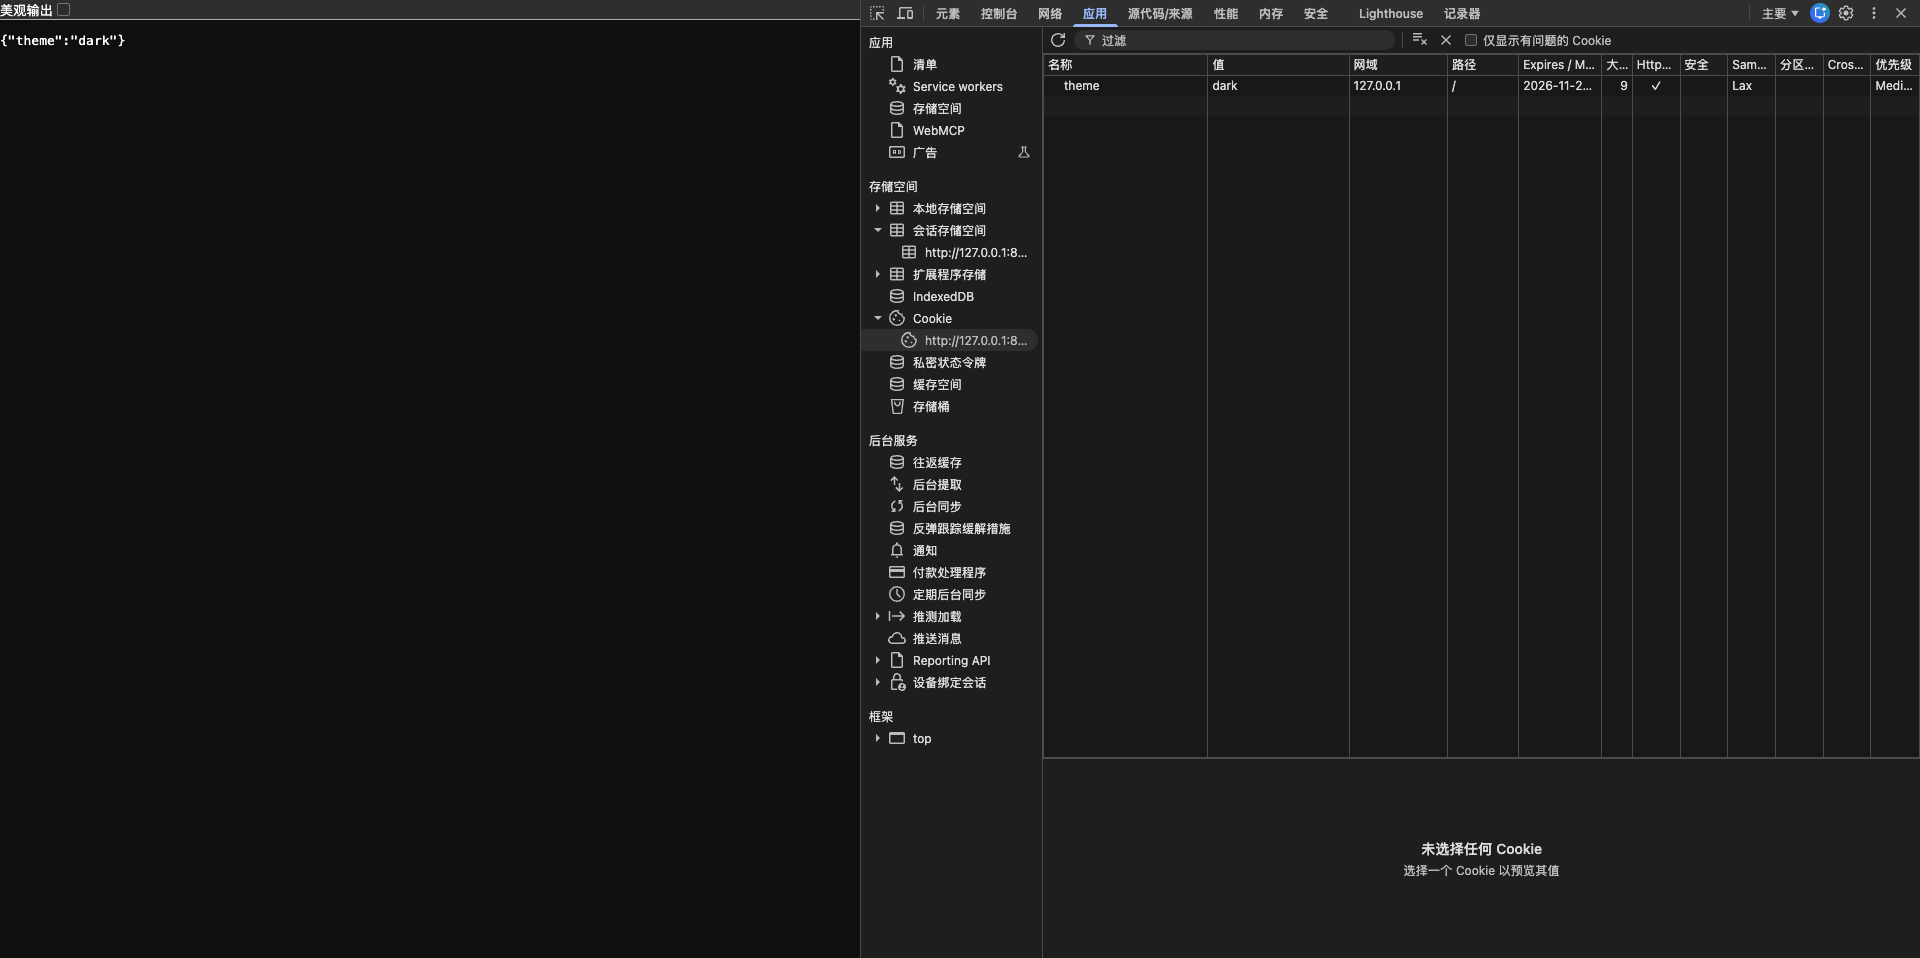 美观输出
{"theme":"dark"}
元素 控制台 网络 应用 源代码/来源 性能 内存 安全 Lighthouse 记录器 主要
应用
清单
Service workers
存储空间
WebMCP
广告
存储空间
本地存储空间
会话存储空间
http://127.0.0.1:8...
扩展程序存储
IndexedDB
Cookie
http://127.0.0.1:8...
私密状态令牌
缓存空间
存储桶
后台服务
往返缓存
后台提取
后台同步
反弹跟踪缓解措施
通知
付款处理程序
定期后台同步
推测加载
推送消息
Reporting API
设备绑定会话
框架
top
过滤 仅显示有问题的 Cookie
名称 值 网域 路径 Expires / M... 大... Http... 安全 Sam... 分区... Cros... 优先级
theme dark 127.0.0.1 / 2026-11-2... 9 ✓ Lax Medi...
未选择任何 Cookie
选择一个 Cookie 以预览其值